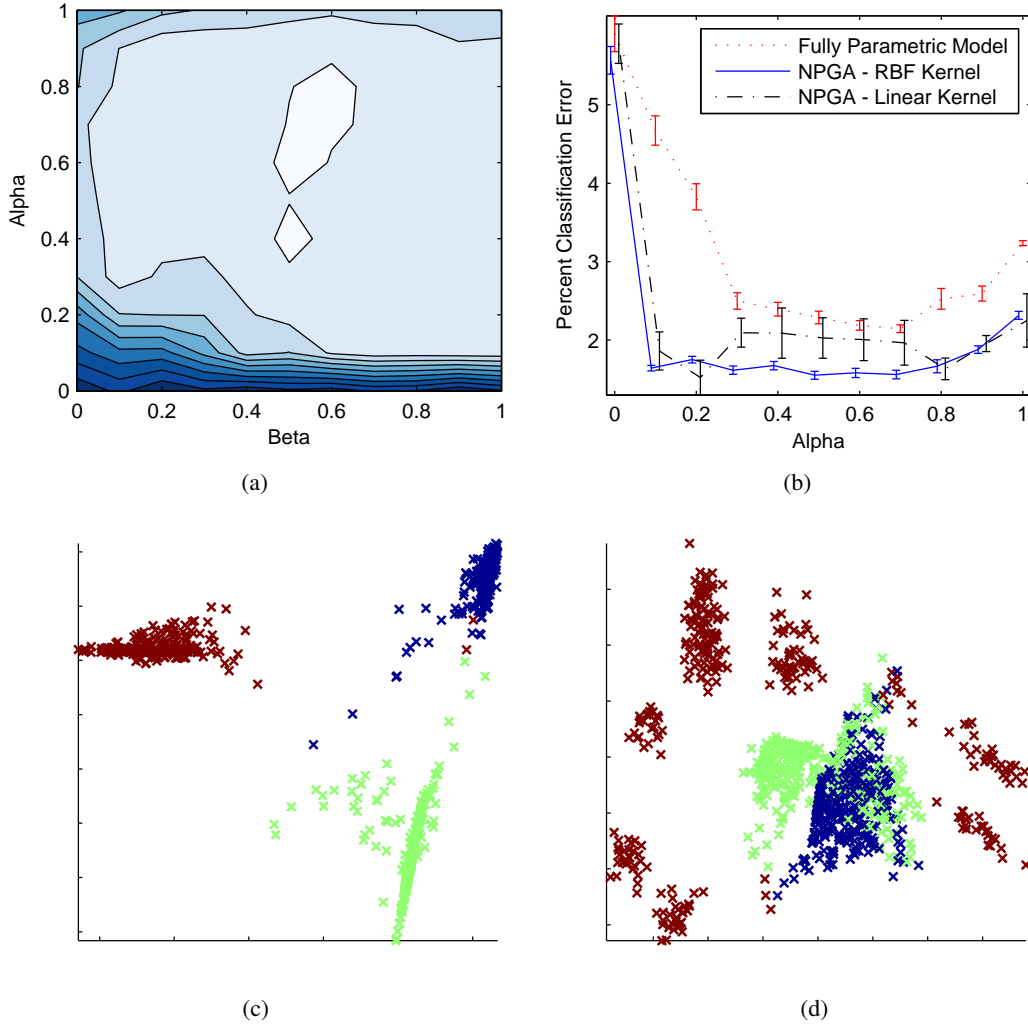 1
0.8
0.6
0.4
0.2
0
Alpha
0
0.2
0.4
0.6
0.8
1
Beta
(a)
Fully Parametric Model
NPGA - RBF Kernel
NPGA - Linear Kernel
5
4
3
2
Percent Classification Error
0
0.2
0.4
0.6
0.8
1
Alpha
(b)
(c)
(d)